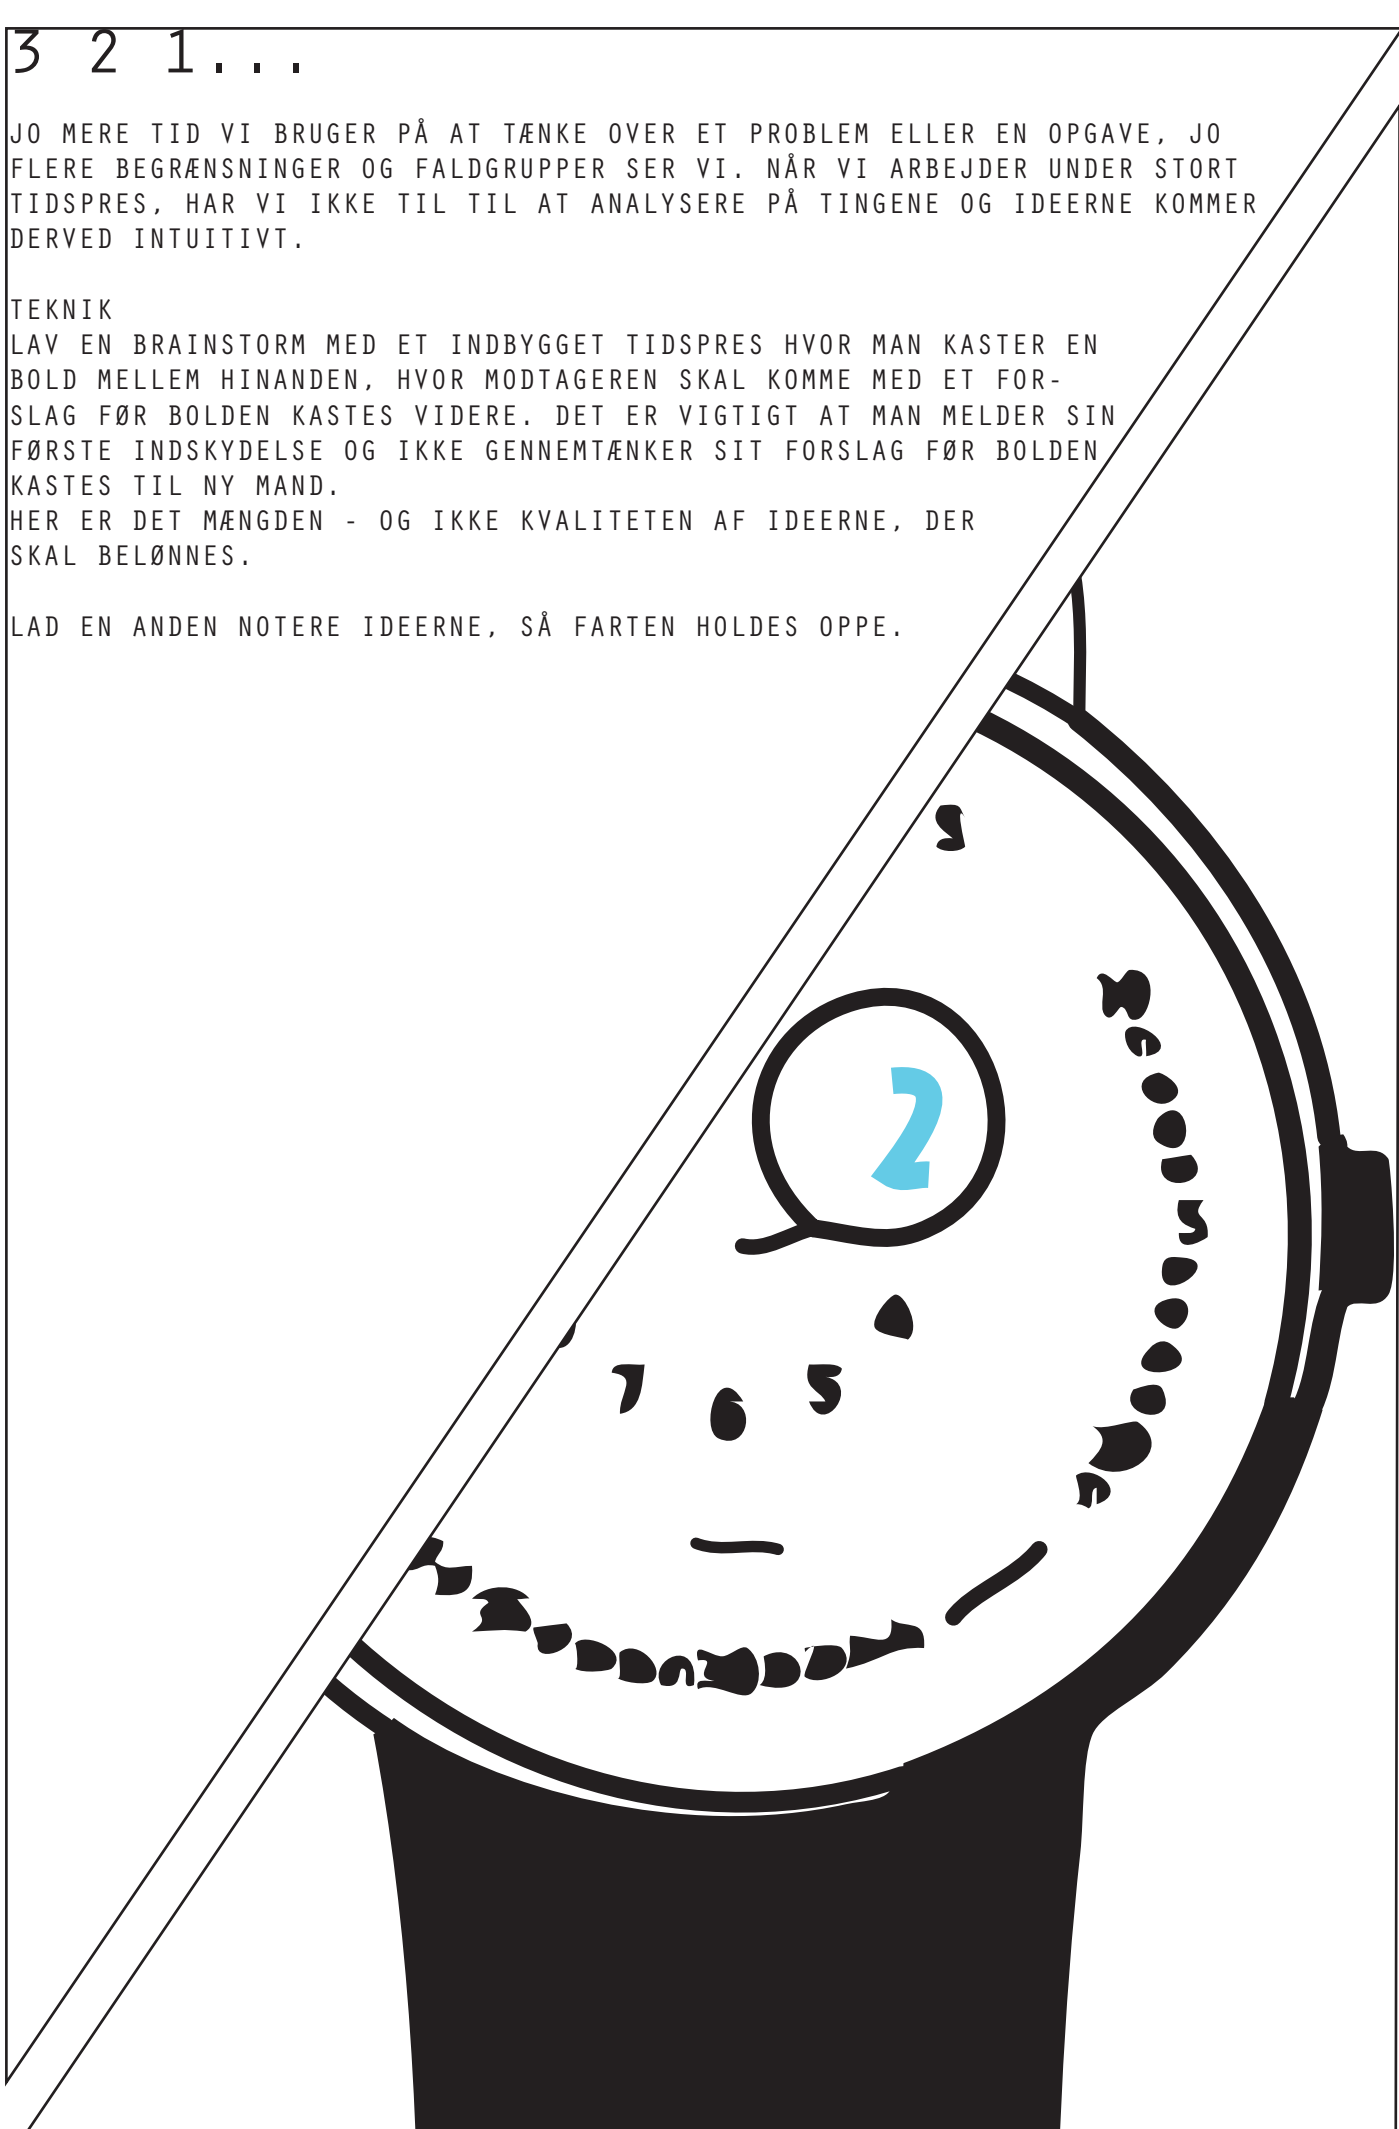 3 2 1...
JO MERE TID VI BRUGER PÅ AT TÆNKE OVER ET PROBLEM ELLER EN OPGAVE, JO
FLERE BEGRÆNSNINGER OG FALDGRUPPER SER VI. NÅR VI ARBEJDER UNDER STORT
TIDSPRES, HAR VI IKKE TIL TIL AT ANALYSERE PÅ TINGENE OG IDEERNE KOMMER
DERVED INTUITIVT.
TEKNIK
LAV EN BRAINSTORM MED ET INDBYGGET TIDSPRES HVOR MAN KASTER EN
BOLD MELLEM HINANDEN, HVOR MODTAGEREN SKAL KOMME MED ET FOR-
SLAG FØR BOLDEN KASTES VIDERE. DET ER VIGTIGT AT MAN MELDER SIN
FØRSTE INDSKYDELSE OG IKKE GENNEMTÆNKER SIT FORSLAG FØR BOLDEN
KASTES TIL NY MAND.
HER ER DET MÆNGDEN - OG IKKE KVALITETEN AF IDEERNE, DER
SKAL BELØNNES.
LAD EN ANDEN NOTERE IDEERNE, SÅ FARTEN HOLDES OPPE.
2
7 6 5